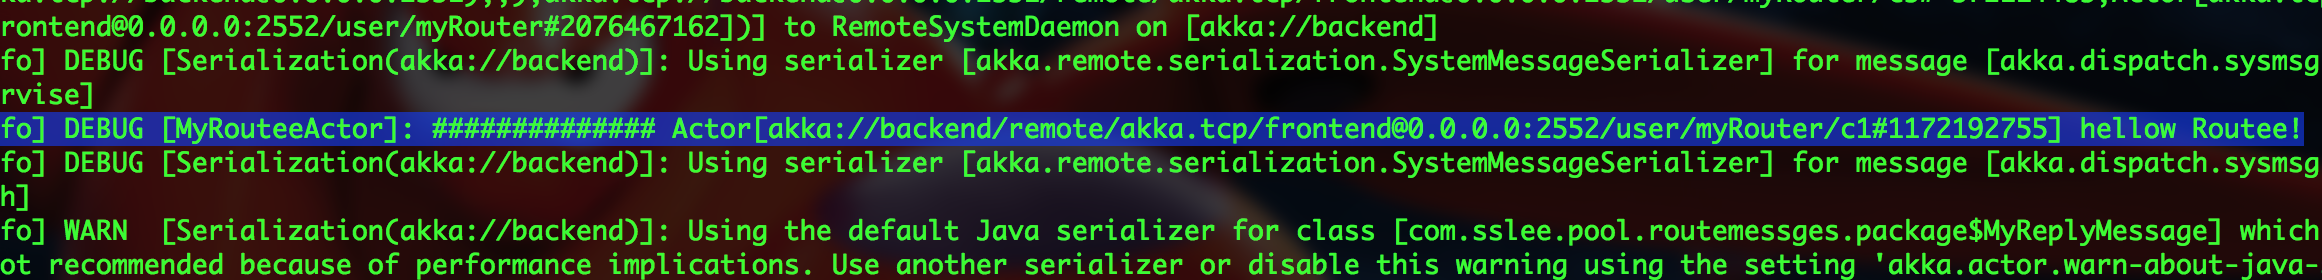 rontend@0.0.0.0:2552/user/myRouter#2076467162])] to RemoteSystemDaemon on [akka://backend]
fo] DEBUG [Serialization(akka://backend)]: Using serializer [akka.remote.serialization.SystemMessageSerializer] for message [akka.dispatch.sysmsg
rvise]
fo] DEBUG [MyRouteeActor]: ############## Actor[akka://backend/remote/akka.tcp/frontend@0.0.0.0:2552/user/myRouter/c1#1172192755] hellow Routee!
fo] DEBUG [Serialization(akka://backend)]: Using serializer [akka.remote.serialization.SystemMessageSerializer] for message [akka.dispatch.sysmsg
h]
fo] WARN  [Serialization(akka://backend)]: Using the default Java serializer for class [com.sslee.pool.routemessges.package$MyReplyMessage] which
ot recommended because of performance implications. Use another serializer or disable this warning using the setting 'akka.actor.warn-about-java-